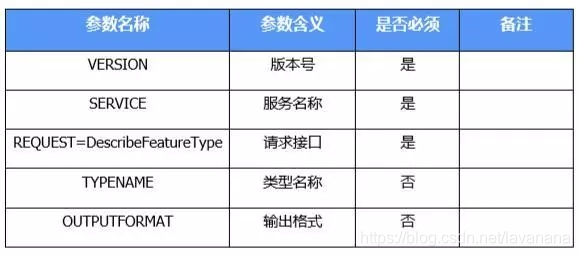 参数名称 参数含义 是否必须 备注
VERSION 版本号 是
SERVICE 服务名称 是
REQUEST=DescribeFeatureType 请求接口 是
TYPENAME 类型名称 否
OUTPUTFORMAT 输出格式 否
https://blog.csdn.net/lavanana